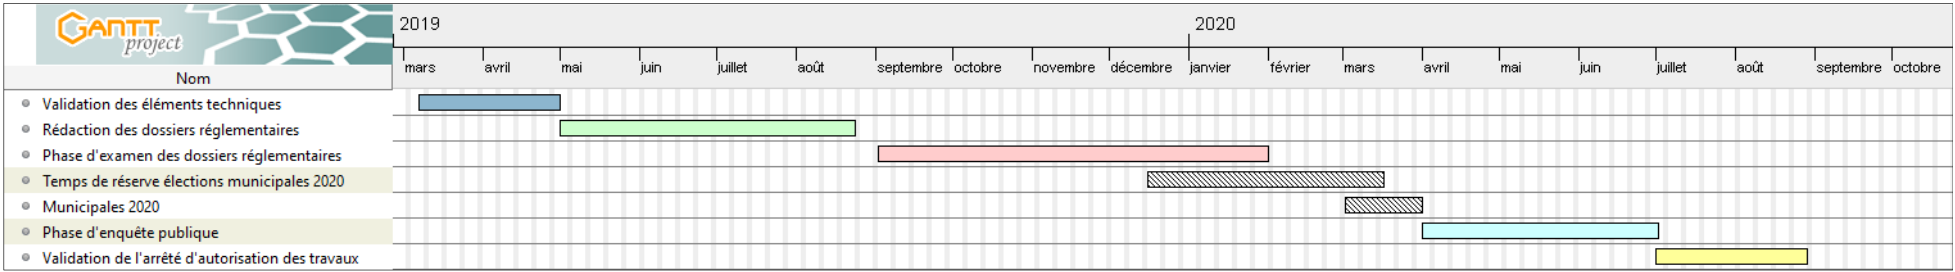 GANTT project
2019 2020
Nom
mars avril mai juin juillet août septembre octobre novembre décembre janvier février mars avril mai juin juillet août septembre octobre
Validation des éléments techniques
Rédaction des dossiers réglementaires
Phase d'examen des dossiers réglementaires
Temps de réserve élections municipales 2020
Municipales 2020
Phase d'enquête publique
Validation de l'arrêté d'autorisation des travaux